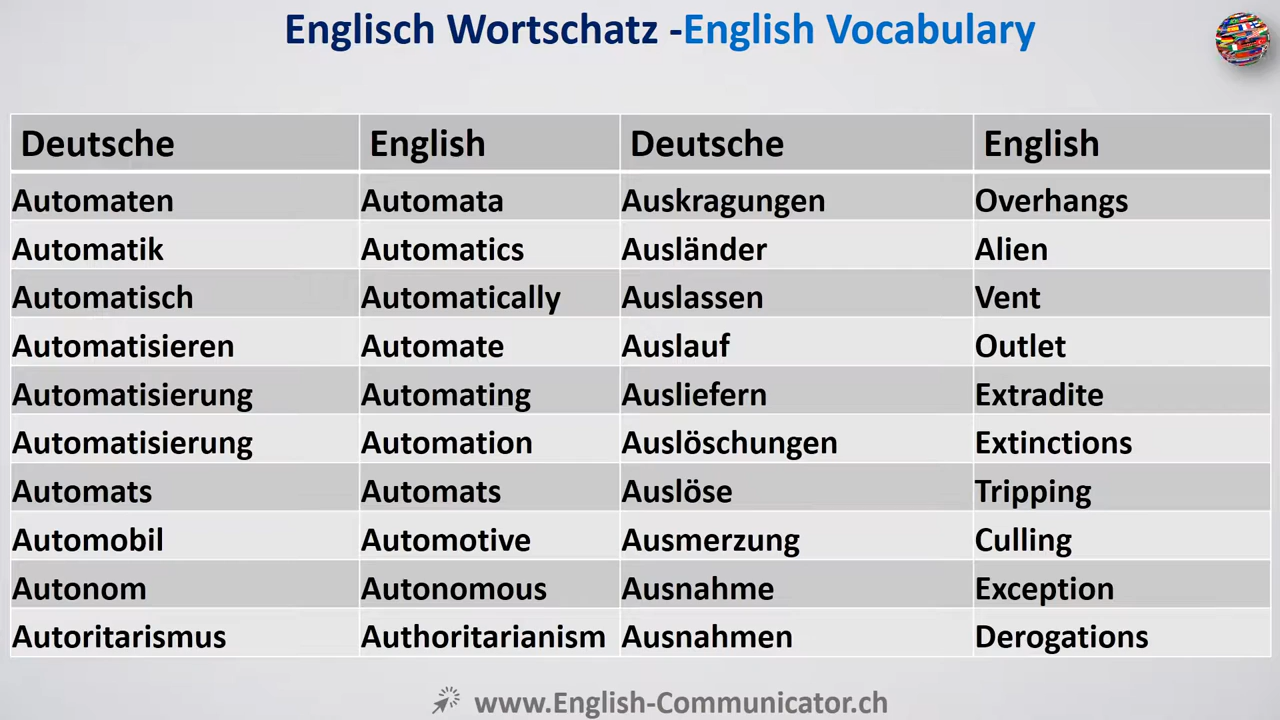 Englisch Wortschatz -English Vocabulary
Deutsche English Deutsche English
Automaten Automata Auskragungen Overhangs
Automatik Automatics Ausländer Alien
Automatisch Automatically Auslassen Vent
Automatisieren Automate Auslauf Outlet
Automatisierung Automating Ausliefern Extradite
Automatisierung Automation Auslöschungen Extinctions
Automats Automats Auslöse Tripping
Automobil Automotive Ausmerzung Culling
Autonom Autonomous Ausnahme Exception
Autoritarismus Authoritarianism Ausnahmen Derogations
www.English-Communicator.ch